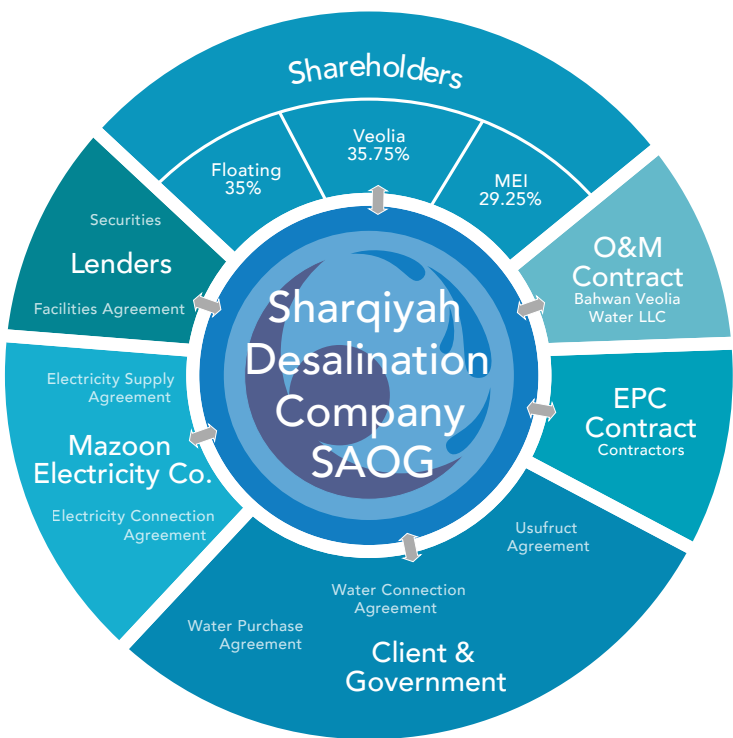 Shareholders
Floating
35%
Veolia
35.75%
MEI
29.25%
Securities
Lenders
Facilities Agreement
O&M
Contract
Bahwan Veolia
Water LLC
Sharqiyah
Desalination
Company
SAOG
Electricity Supply
Agreement
Mazoon
Electricity Co.
Electricity Connection
Agreement
EPC
Contract
Contractors
Usufruct
Agreement
Water Connection
Agreement
Water Purchase
Agreement
Client &
Government